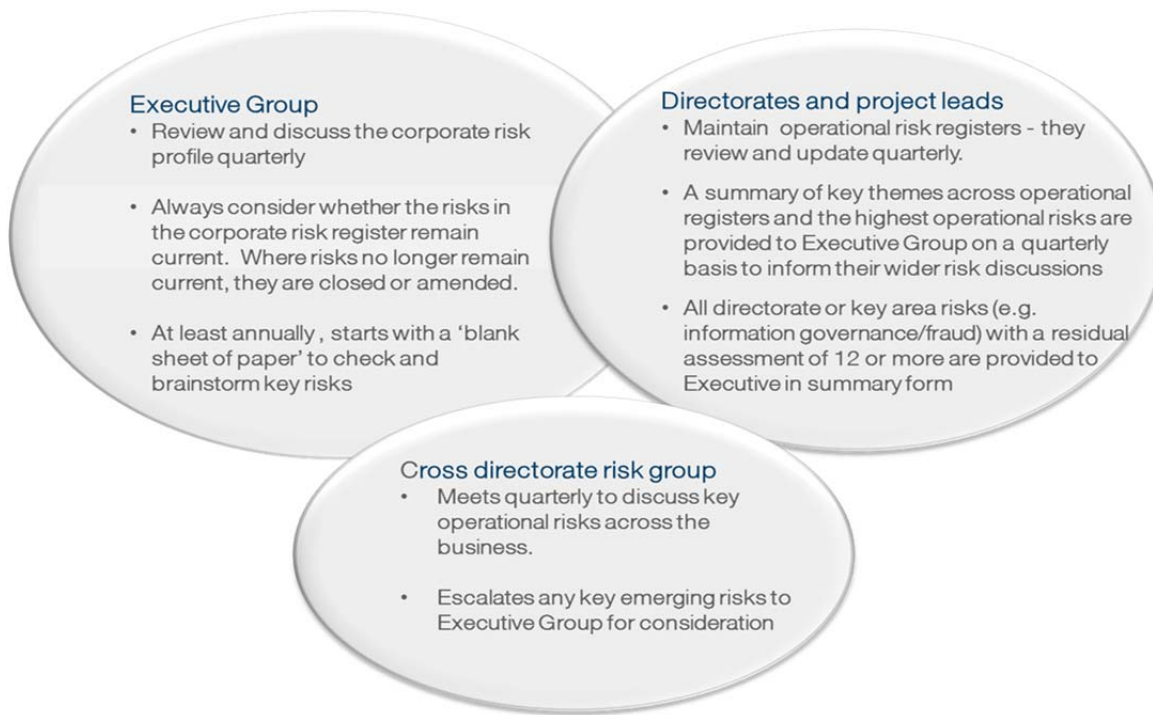 Executive Group
• Review and discuss the corporate risk
profile quarterly
• Always consider whether the risks in
the corporate risk register remain
current. Where risks no longer remain
current, they are closed or amended.
• At least annually , starts with a ‘blank
sheet of paper’ to check and
brainstorm key risks
Directorates and project leads
• Maintain operational risk registers - they
review and update quarterly.
• A summary of key themes across operational
registers and the highest operational risks are
provided to Executive Group on a quarterly
basis to inform their wider risk discussions
• All directorate or key area risks (e.g.
information governance/fraud) with a residual
assessment of 12 or more are provided to
Executive in summary form
Cross directorate risk group
• Meets quarterly to discuss key
operational risks across the
business.
• Escalates any key emerging risks to
Executive Group for consideration